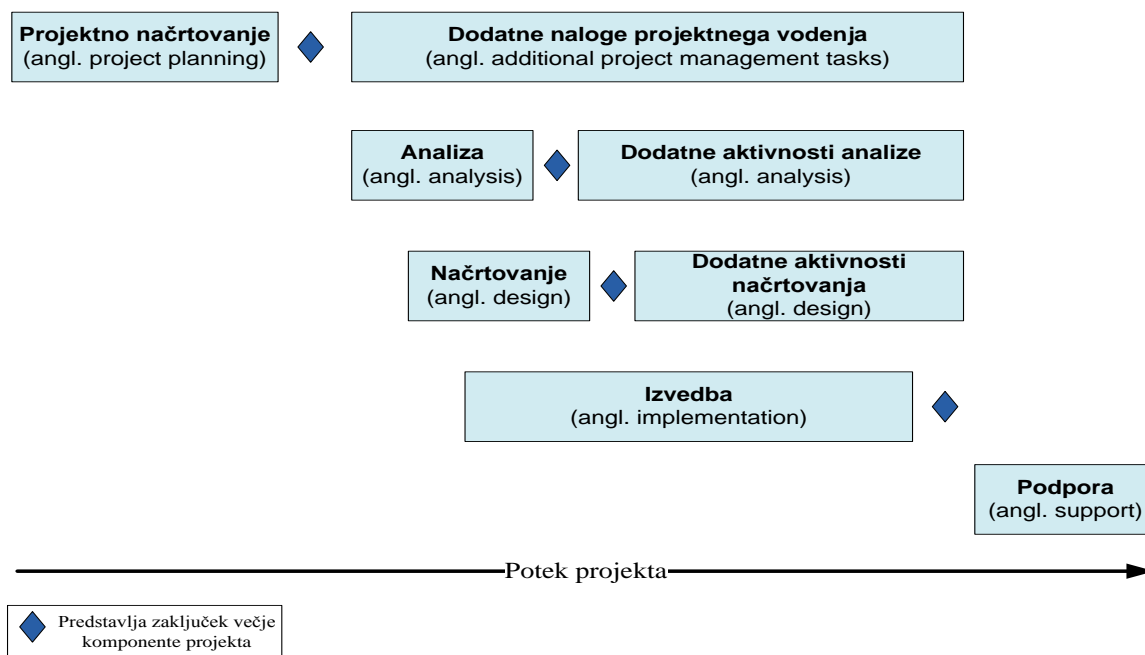 Projektno načrtovanje
(angl. project planning)
Dodatne naloge projektnega vodenja
(angl. additional project management tasks)
Analiza
(angl. analysis)
Dodatne aktivnosti analize
(angl. analysis)
Načrtovanje
(angl. design)
Dodatne aktivnosti
načrtovanja
(angl. design)
Izvedba
(angl. implementation)
Podpora
(angl. support)
Potek projekta
Predstavlja zaključek večje
komponente projekta